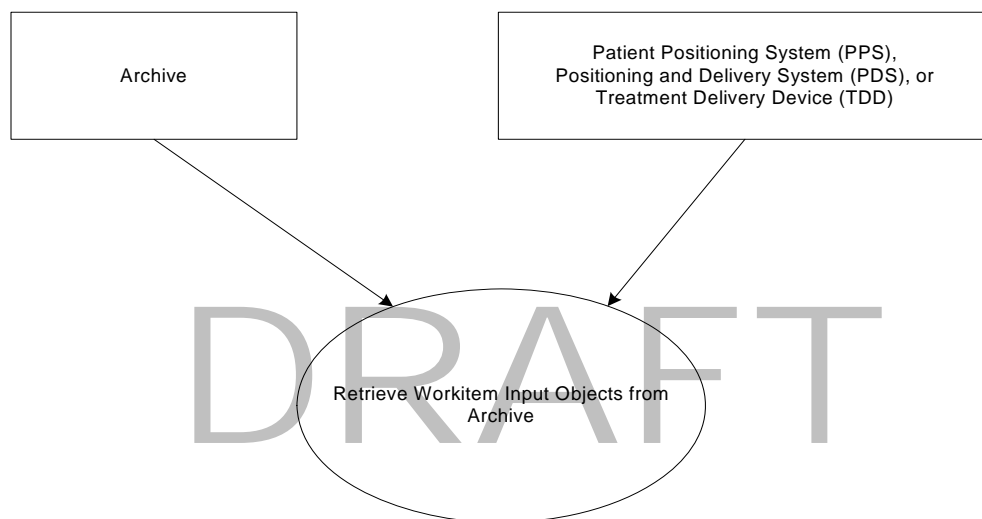 Archive
Patient Positioning System (PPS),
Positioning and Delivery System (PDS), or
Treatment Delivery Device (TDD)
DRAFT
Retrieve Workitem Input Objects from
Archive